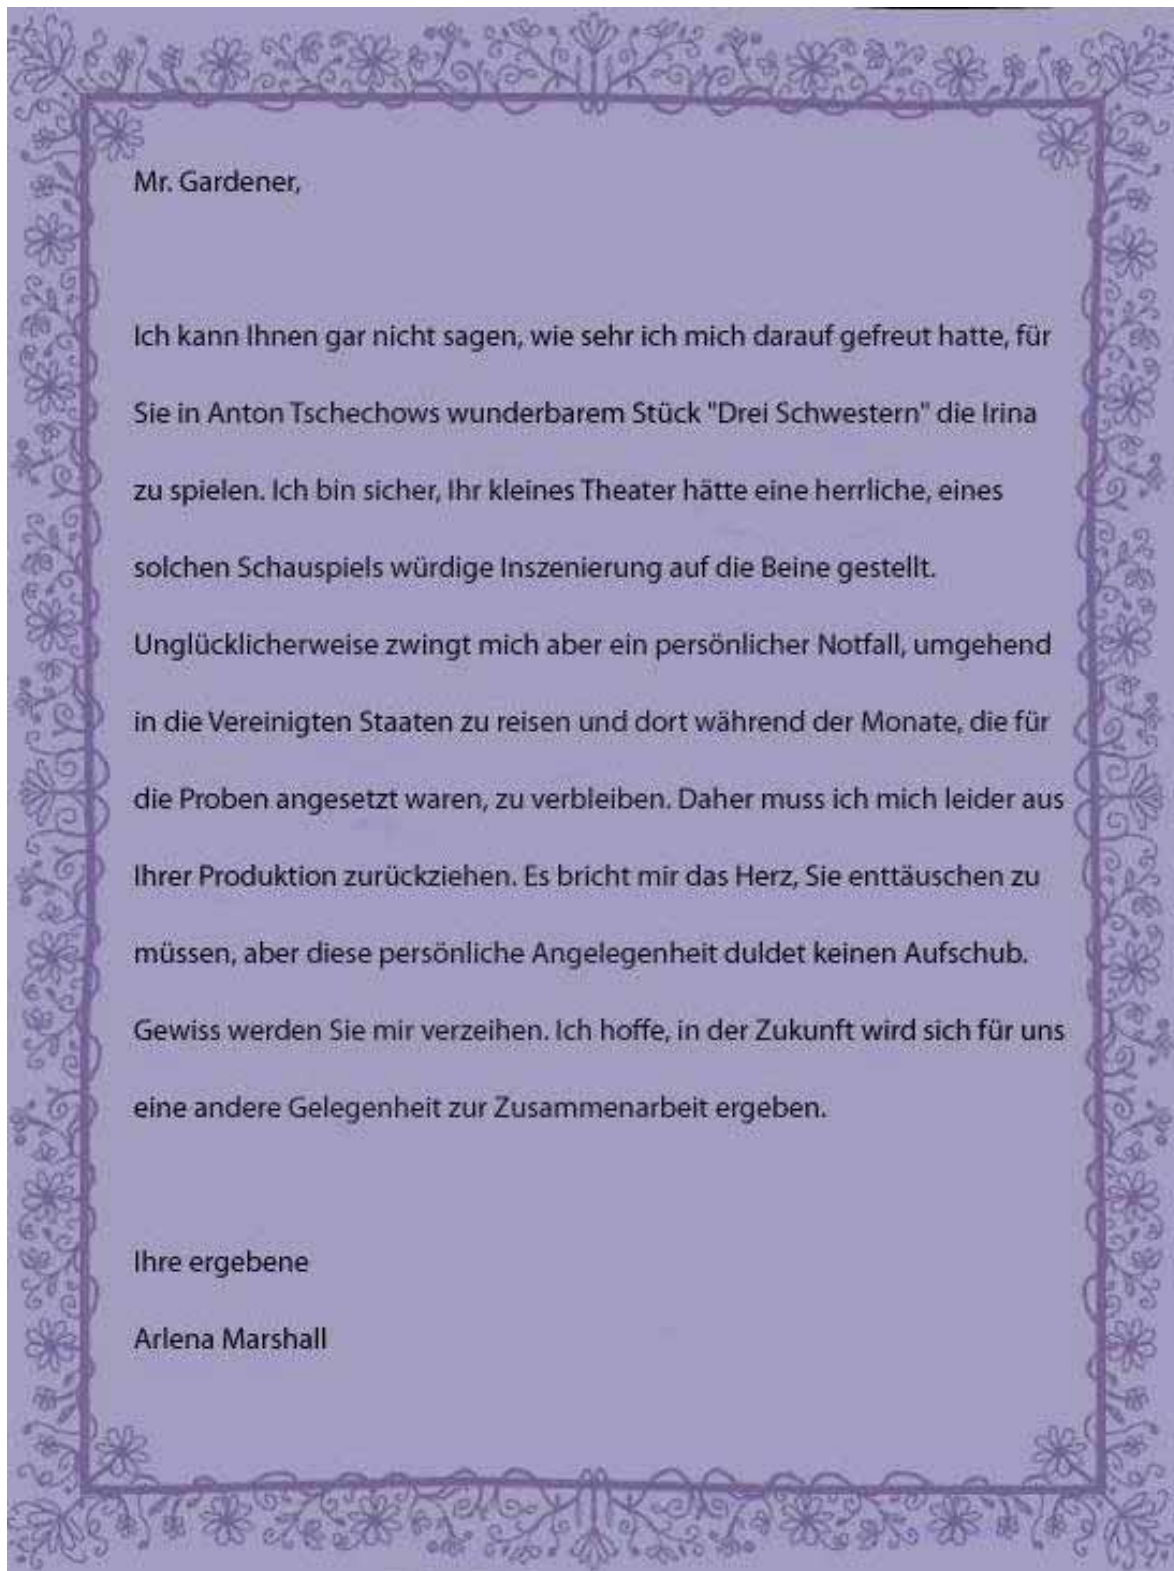 Mr. Gardener,
Ich kann Ihnen gar nicht sagen, wie sehr ich mich darauf gefreut hatte, für
Sie in Anton Tschechows wunderbarem Stück "Drei Schwestern" die Irina
zu spielen. Ich bin sicher, Ihr kleines Theater hätte eine herrliche, eines
solchen Schauspiels würdige Inszenierung auf die Beine gestellt.
Unglücklicherweise zwingt mich aber ein persönlicher Notfall, umgehend
in die Vereinigten Staaten zu reisen und dort während der Monate, die für
die Proben angesetzt waren, zu verbleiben. Daher muss ich mich leider aus
Ihrer Produktion zurückziehen. Es bricht mir das Herz, Sie enttäuschen zu
müssen, aber diese persönliche Angelegenheit duldet keinen Aufschub.
Gewiss werden Sie mir verzeihen. Ich hoffe, in der Zukunft wird sich für uns
eine andere Gelegenheit zur Zusammenarbeit ergeben.
Ihre ergebene
Arlena Marshall